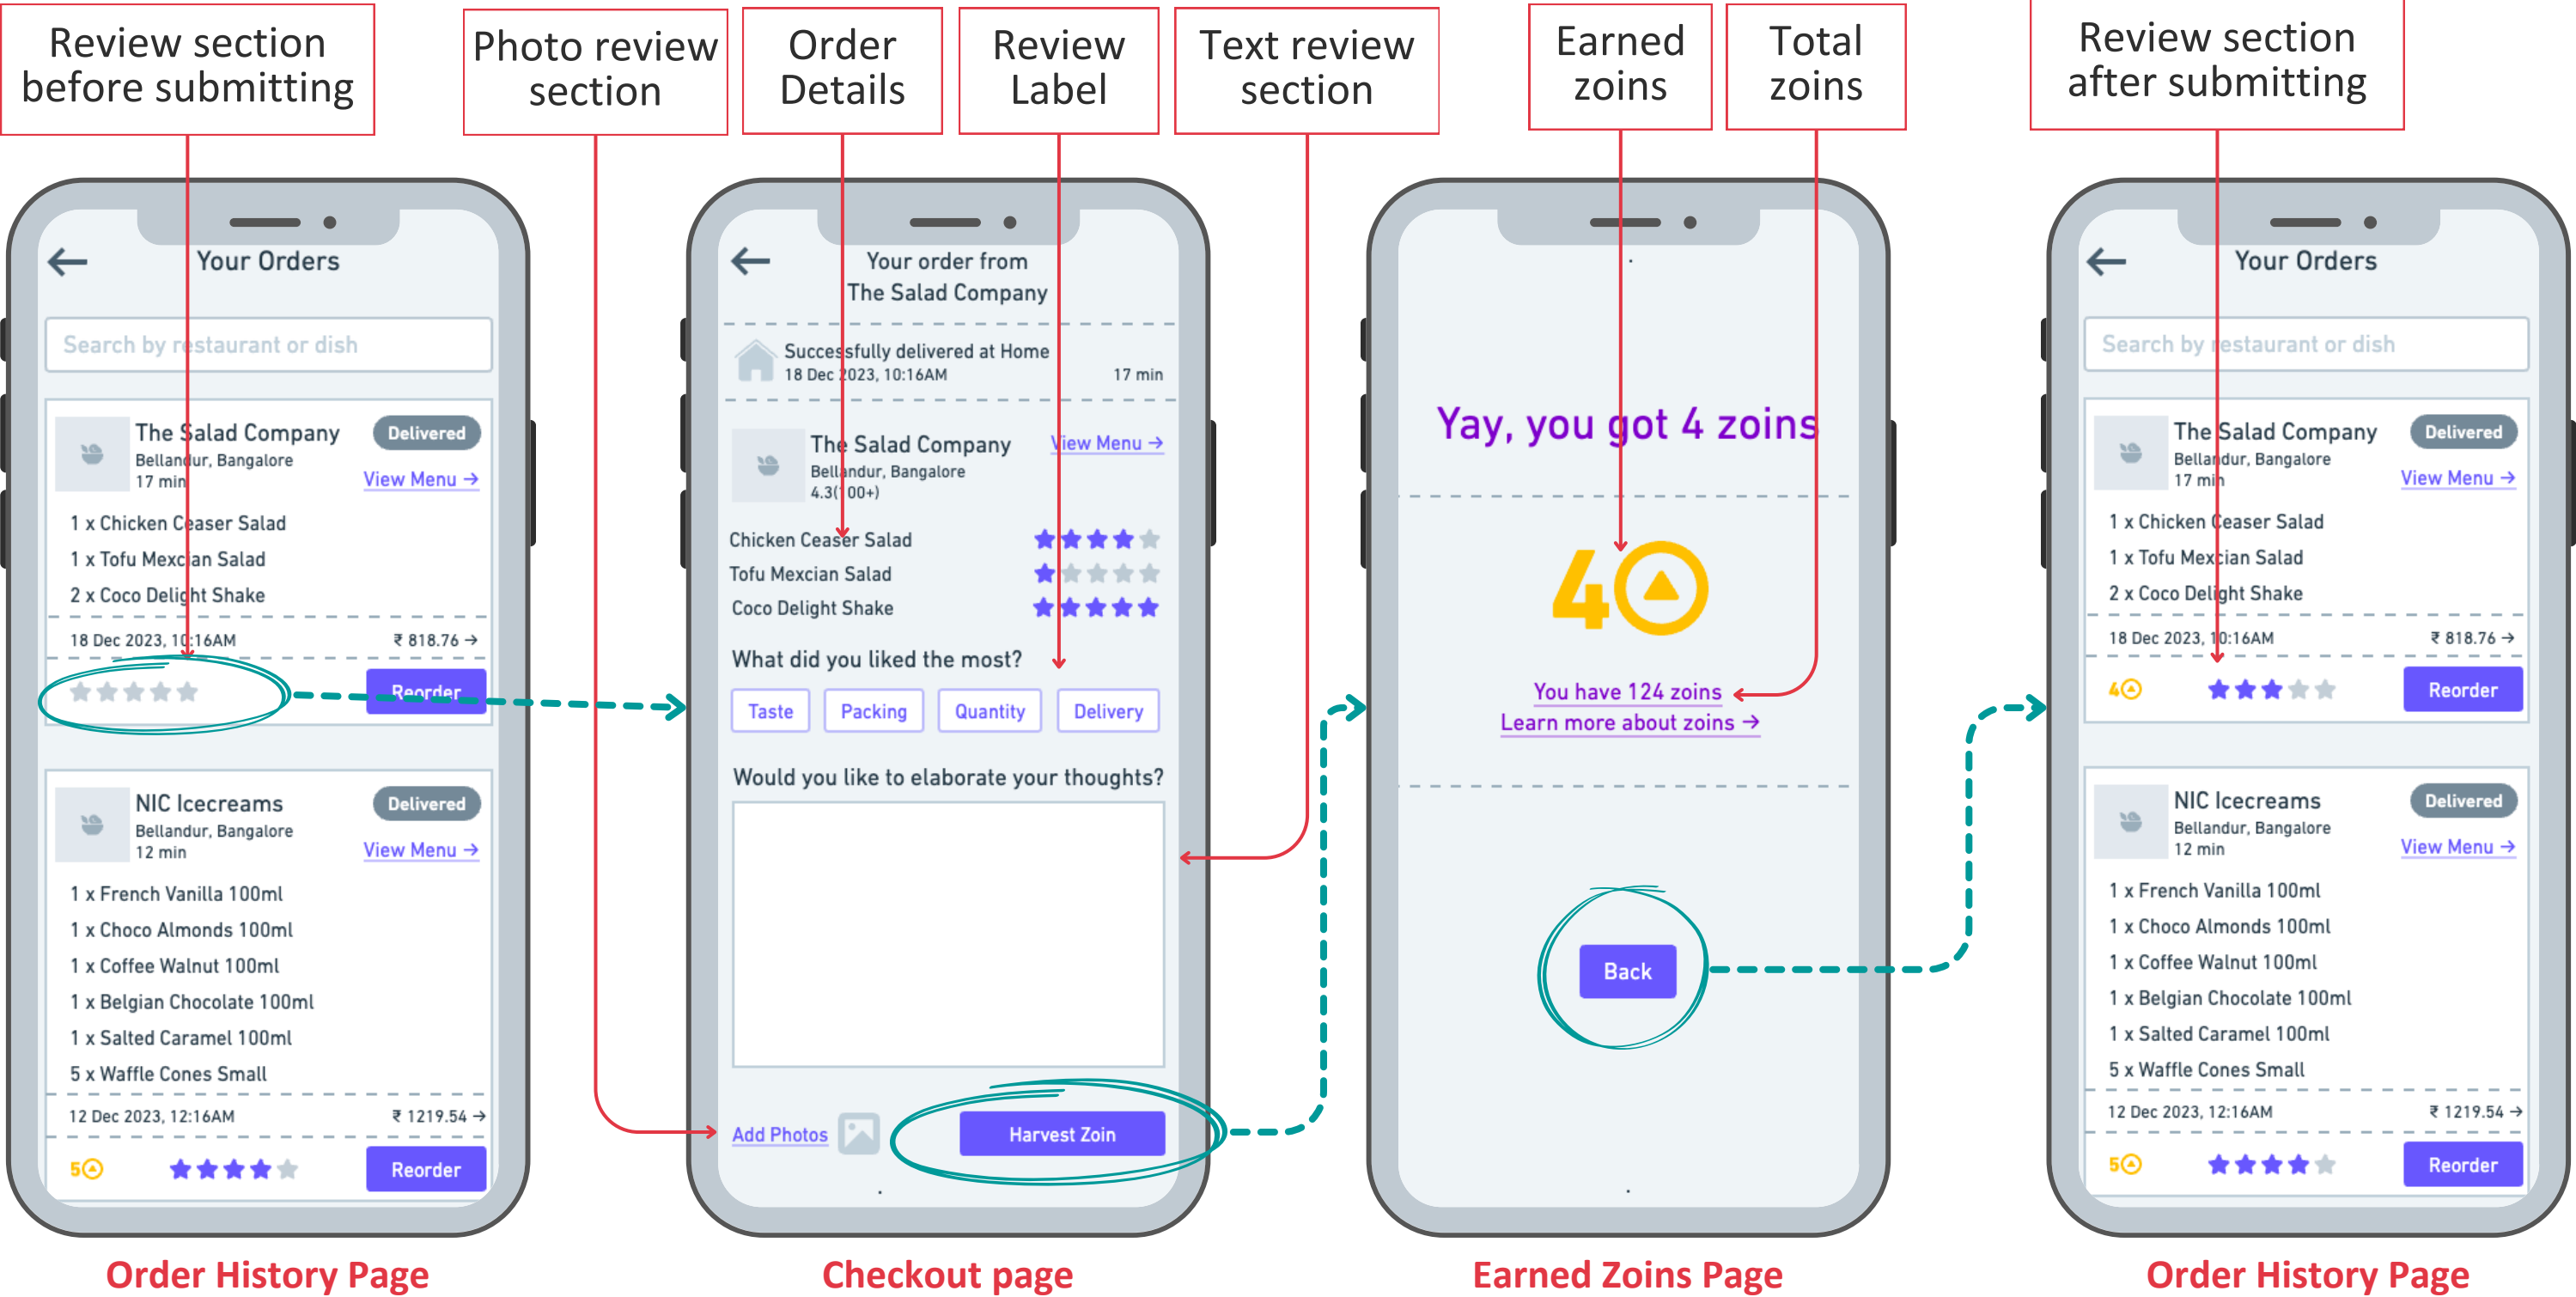 Review section
before submitting
Photo review
section
Order
Details
Review
Label
Text review
section
Earned
zoins
Total
zoins
Review section
after submitting
Your Orders
Search by restaurant or dish
The Salad Company
Delivered
Bellandur, Bangalore
17 min
View Menu →
1 x Chicken Ceaser Salad
1 x Tofu Mexcian Salad
2 x Coco Delight Shake
18 Dec 2023, 10:16AM
₹ 818.76 →
Reorder
NIC Icecreams
Delivered
Bellandur, Bangalore
12 min
View Menu →
1 x French Vanilla 100ml
1 x Choco Almonds 100ml
1 x Coffee Walnut 100ml
1 x Belgian Chocolate 100ml
1 x Salted Caramel 100ml
5 x Waffle Cones Small
12 Dec 2023, 12:16AM
₹ 1219.54 →
5
Reorder
Order History Page
Your order from
The Salad Company
Successfully delivered at Home
18 Dec 2023, 10:16AM
17 min
The Salad Company
View Menu →
Bellandur, Bangalore
4.3(100+)
Chicken Ceaser Salad
Tofu Mexcian Salad
Coco Delight Shake
What did you liked the most?
Taste
Packing
Quantity
Delivery
Would you like to elaborate your thoughts?
Add Photos
Harvest Zoin
Checkout page
Yay, you got 4 zoins
4
You have 124 zoins
Learn more about zoins →
Back
Earned Zoins Page
Your Orders
Search by restaurant or dish
The Salad Company
Delivered
Bellandur, Bangalore
17 min
View Menu →
1 x Chicken Ceaser Salad
1 x Tofu Mexcian Salad
2 x Coco Delight Shake
18 Dec 2023, 10:16AM
₹ 818.76 →
4
Reorder
NIC Icecreams
Delivered
Bellandur, Bangalore
12 min
View Menu →
1 x French Vanilla 100ml
1 x Choco Almonds 100ml
1 x Coffee Walnut 100ml
1 x Belgian Chocolate 100ml
1 x Salted Caramel 100ml
5 x Waffle Cones Small
12 Dec 2023, 12:16AM
₹ 1219.54 →
5
Reorder
Order History Page